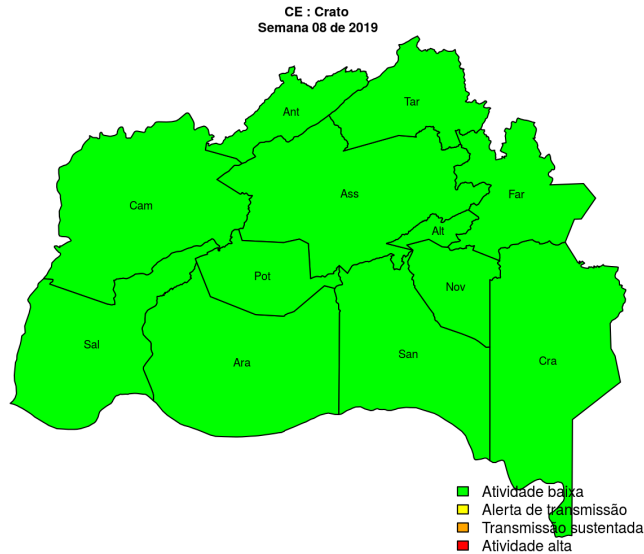 CE : Crato
Semana 08 de 2019
Tar
Ant
Ass
Far
Cam
Alt
Pot
Nov
Sal
San
Ara
Cra
Atividade baixa
Alerta de transmissão
Transmissão sustentada
Atividade alta